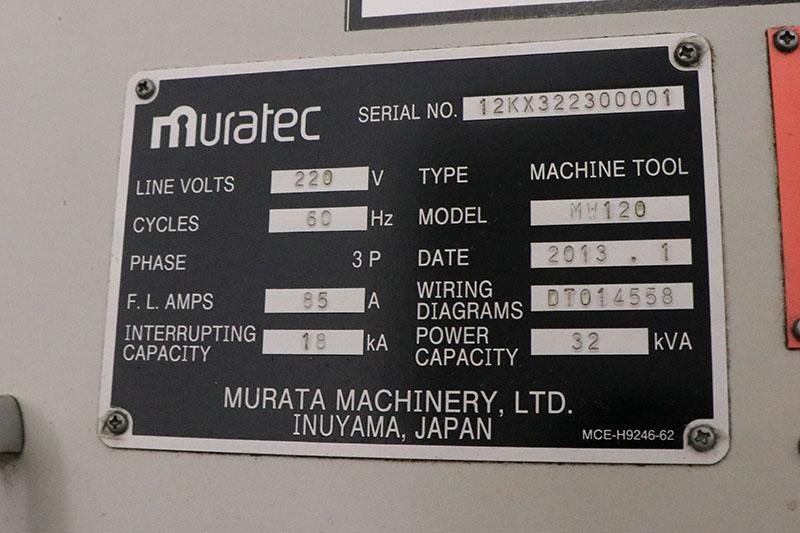 muratec SERIAL NO. 12KX322300001
LINE VOLTS 220 V TYPE MACHINE TOOL
CYCLES 60 Hz MODEL MW120
PHASE 3 P DATE 2013 . 1
F. L. AMPS 85 A WIRING DIAGRAMS DT014558
INTERRUPTING CAPACITY 18 kA POWER CAPACITY 32 kVA
MURATA MACHINERY, LTD.
INUYAMA, JAPAN
MCE-H9246-62